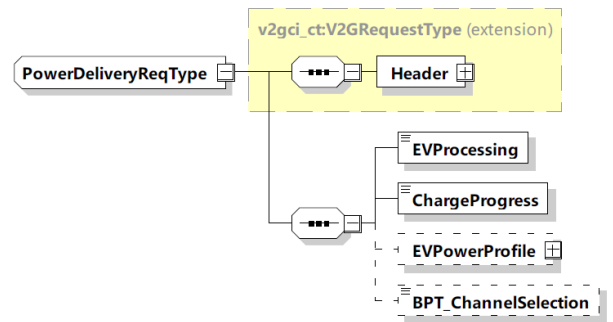 v2gci_ct:V2GRequestType (extension)
PowerDeliveryReqType
Header
EVProcessing
ChargeProgress
EVPowerProfile
BPT_ChannelSelection